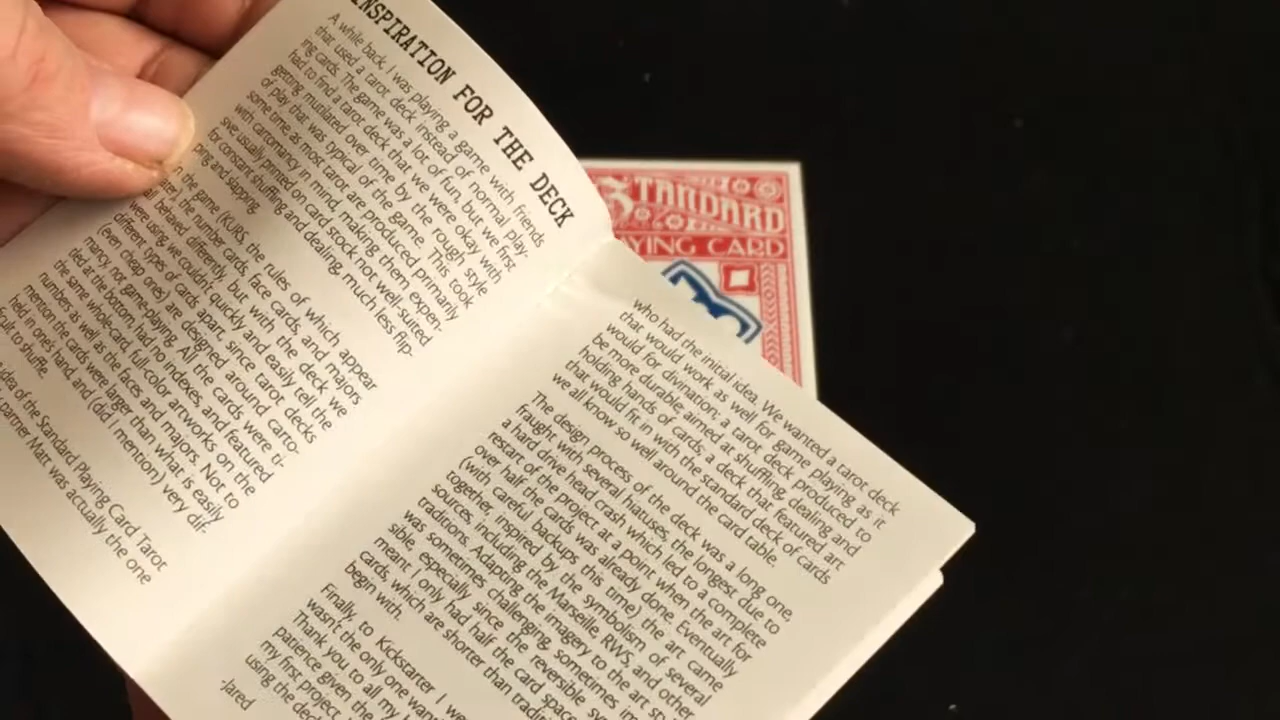 INSPIRATION FOR THE DECK
A while back, I was playing a game with friends
that used a tarot deck instead of normal play-
ing cards. The game was a lot of fun, but we first
had to find a tarot deck that we were okay with
getting mutilated over time by the rough style
of play that was typical of the game. This took
some time, as most tarot are produced primarily
with cartomency in mind, making them expen-
sive, usually printed on card stock not well-suited
for constant shuffling and dealing, much less flip-
ping and slapping.
the game (KUKS, the rules of which appear
later) the number cards, face cards, and majors
all behaved differently, but with the deck we
were using we couldn't quickly and easily tell the
different types of cards apart, since tarot decks
(even cheap ones) are designed around carto-
mancy, not game-playing. All the cards were ti-
tled at the bottom, had no indexes, and featured
the same whole-card, full-color artworks on the
numbers as well as the faces and majors. Not to
mention the cards were larger than what is easily
held in one's hand, and (did I mention) very dif-
ficult to shuffle.
idea of the Standard Playing Card Tarot
partner Matt was actually the one
who had the initial idea. We wanted a tarot deck
that would work as well for game playing as it
would for divination; a tarot deck produced to
be more durable, aimed at shuffling, dealing and
holding hands of cards; a deck that featured art
that would fit in with the standard deck of cards
we all know so well around the card table.
The design process of the deck was a long one
fraught with several hiatuses, the longest due to
a hard drive head crash which led to a complete
restart of the project at a point when the art for
over half the cards was already done. Eventually
(with careful backups this time) the art came
together, inspired by the symbolism of several
sources, including the Marseille, RWS, and other
traditions. Adapting the imagery to the art style
was sometimes challenging, sometimes im
sible, especially since the reversible sy
meant I only had half the card space
cards, which are shorter than tradi
begin with.
Finally, to Kickstarter I we
wasn't the only one want
Thank you to all my
patience given the
my first project,
using the deck
-Jared
STANDARD
PLAYING CARD